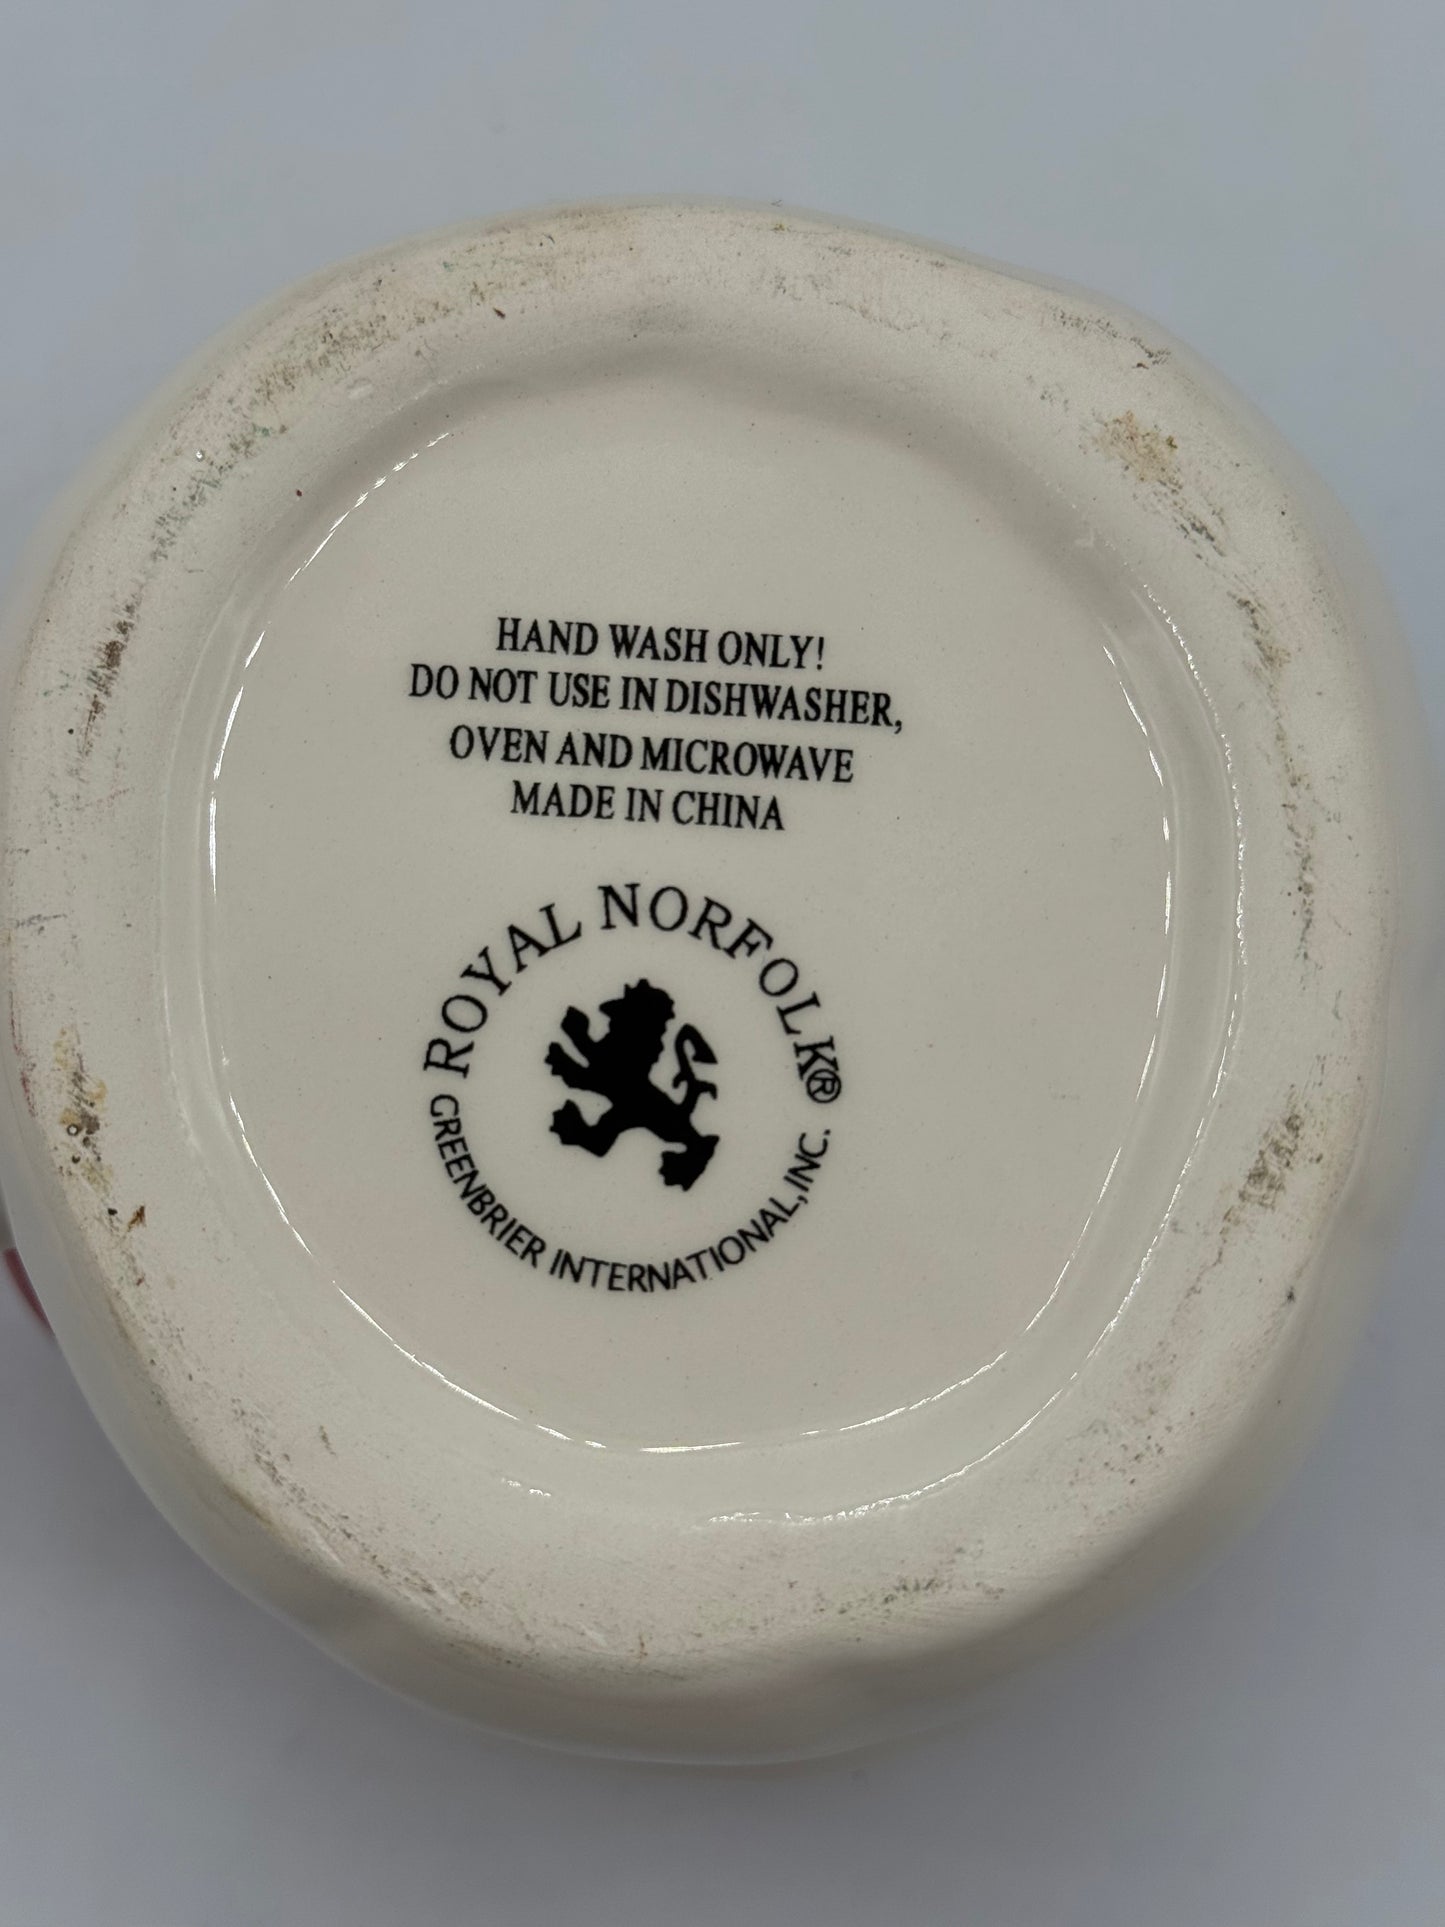 HAND WASH ONLY!
DO NOT USE IN DISHWASHER,
OVEN AND MICROWAVE
MADE IN CHINA
ROYAL NORFOLK®
GREENBRIER INTERNATIONAL,INC.